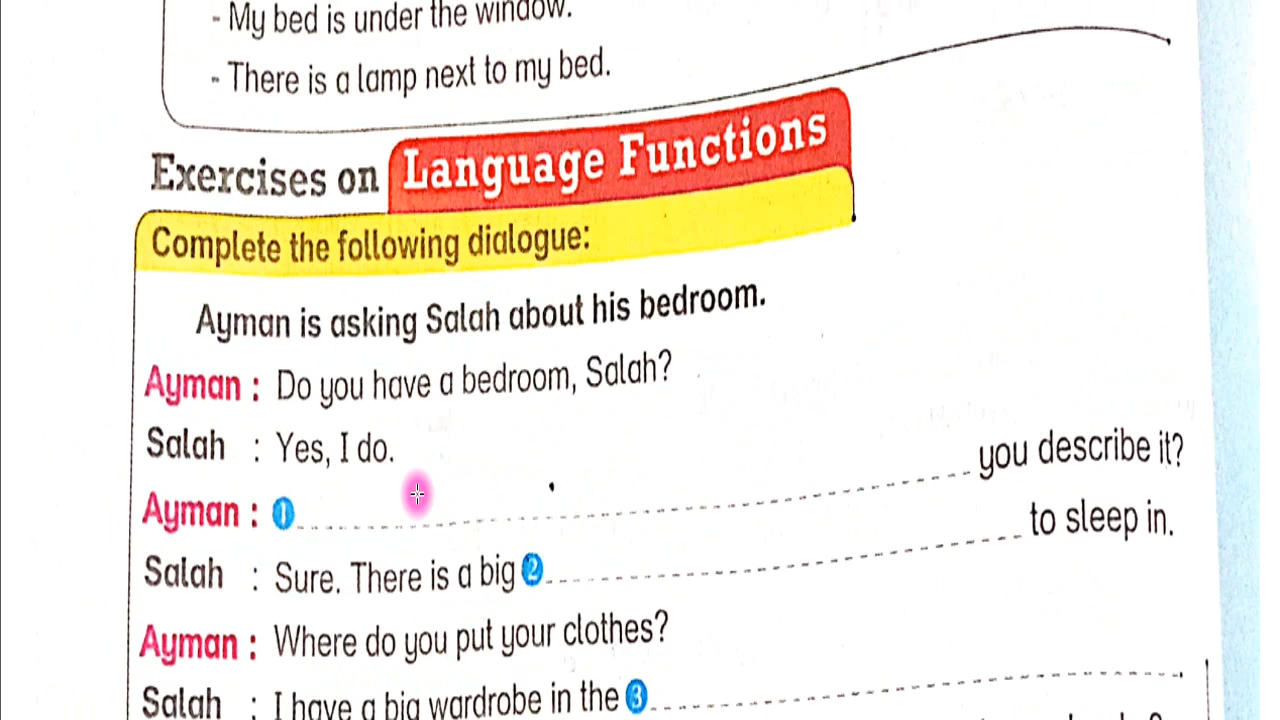 - My bed is under the window.
- There is a lamp next to my bed.
Exercises on Language Functions
Complete the following dialogue:
Ayman is asking Salah about his bedroom.
Ayman : Do you have a bedroom, Salah?
Salah : Yes, I do.
Ayman : 1 ........ you describe it?
Salah : Sure. There is a big 2 ........ to sleep in.
Ayman : Where do you put your clothes?
Salah : I have a big wardrobe in the 3 ........